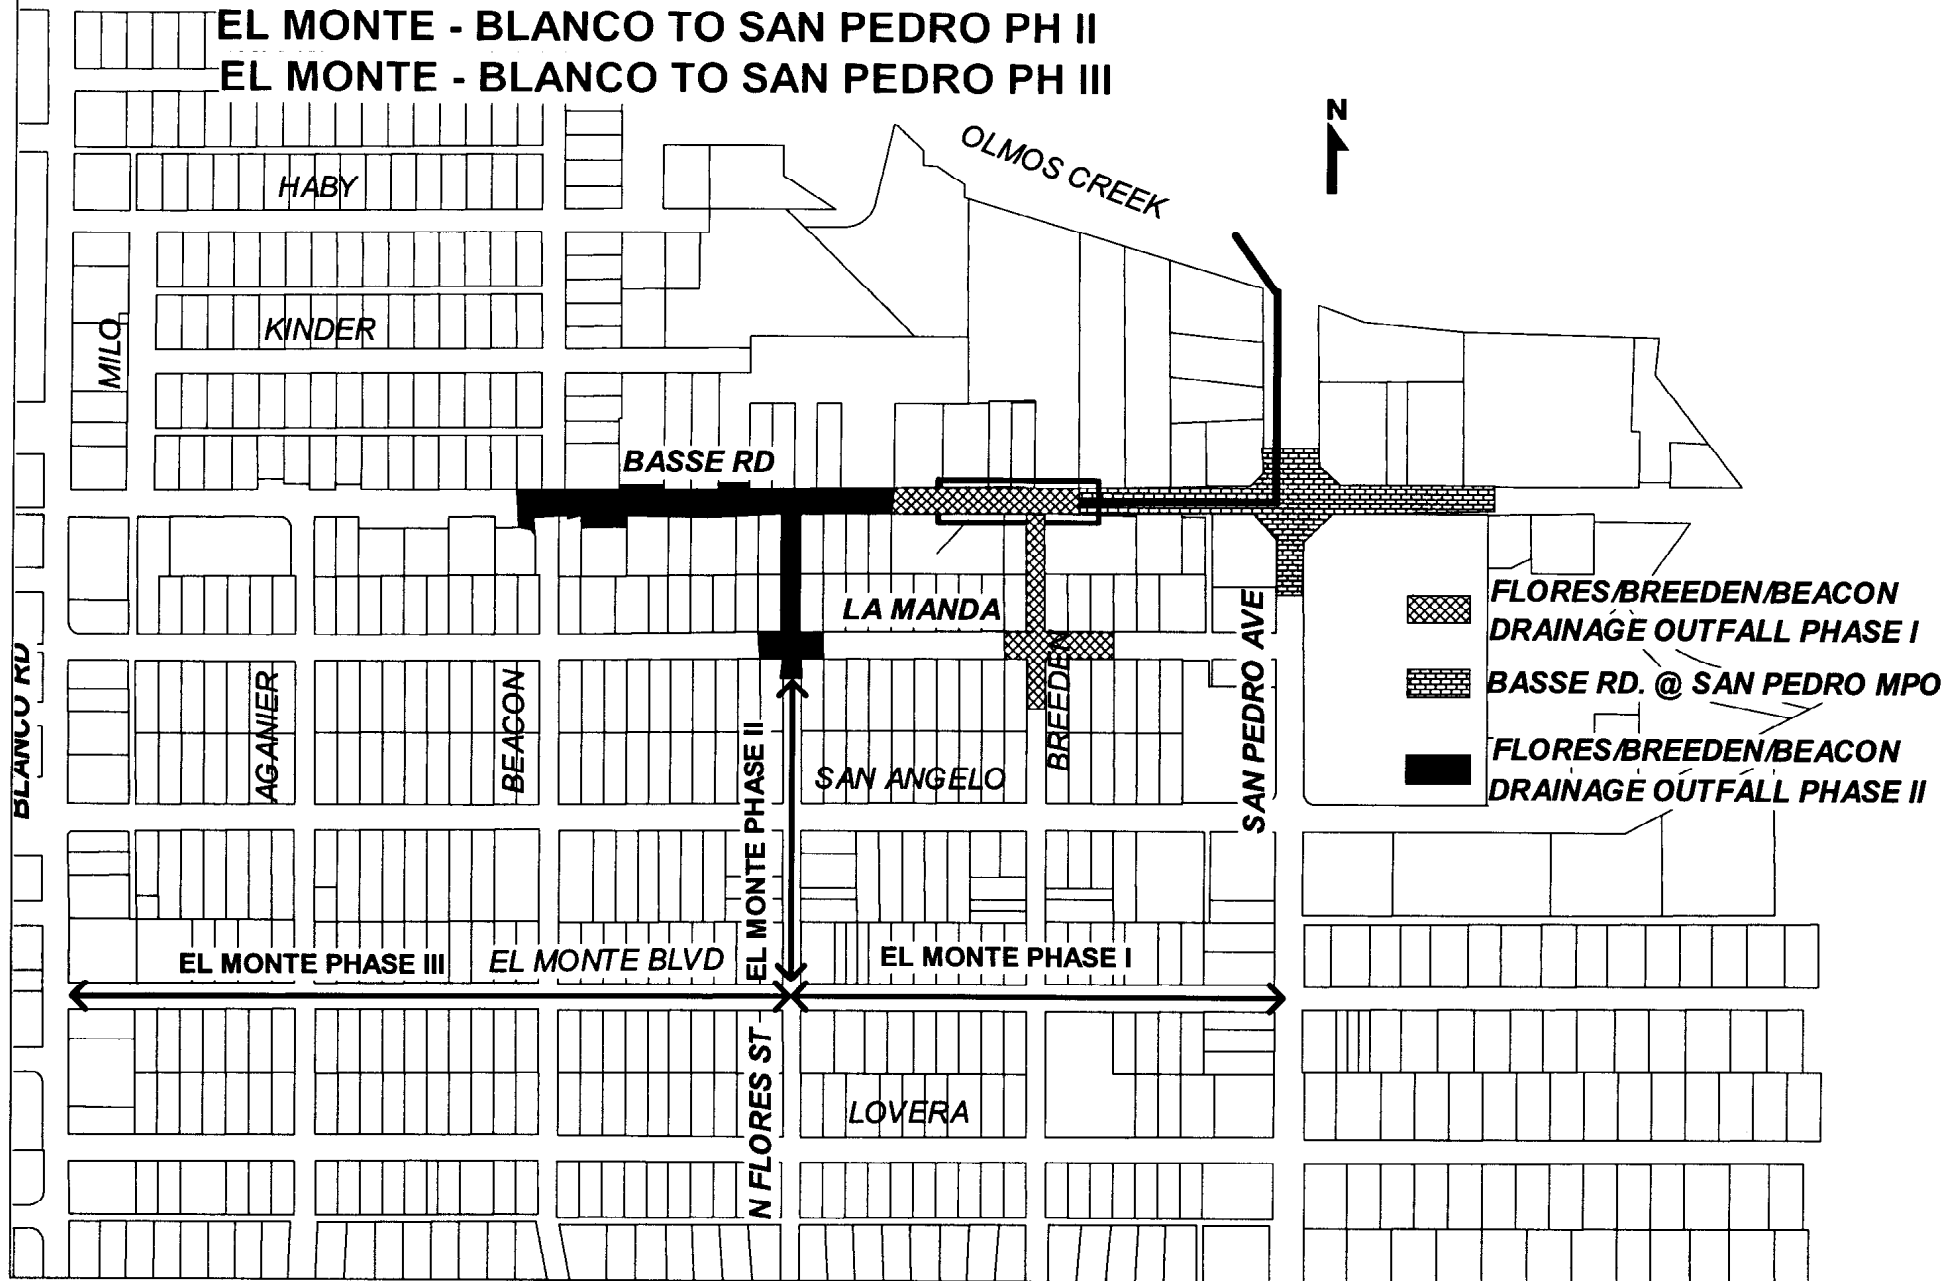 EL MONTE - BLANCO TO SAN PEDRO PH II
EL MONTE - BLANCO TO SAN PEDRO PH III
N
OLMOS CREEK
HABY
KINDER
MILO
BASSE RD
LA MANDA
FLORES/BREEDEN/BEACON
DRAINAGE OUTFALL PHASE I
BASSE RD. @ SAN PEDRO MPO
FLORES/BREEDEN/BEACON
DRAINAGE OUTFALL PHASE II
BLANCO RD
AGANIER
BEACON
EL MONTE PHASE II
SAN ANGELO
BREEDEN
SAN PEDRO AVE
EL MONTE PHASE III
EL MONTE BLVD
EL MONTE PHASE I
N FLORES ST
LOVERA